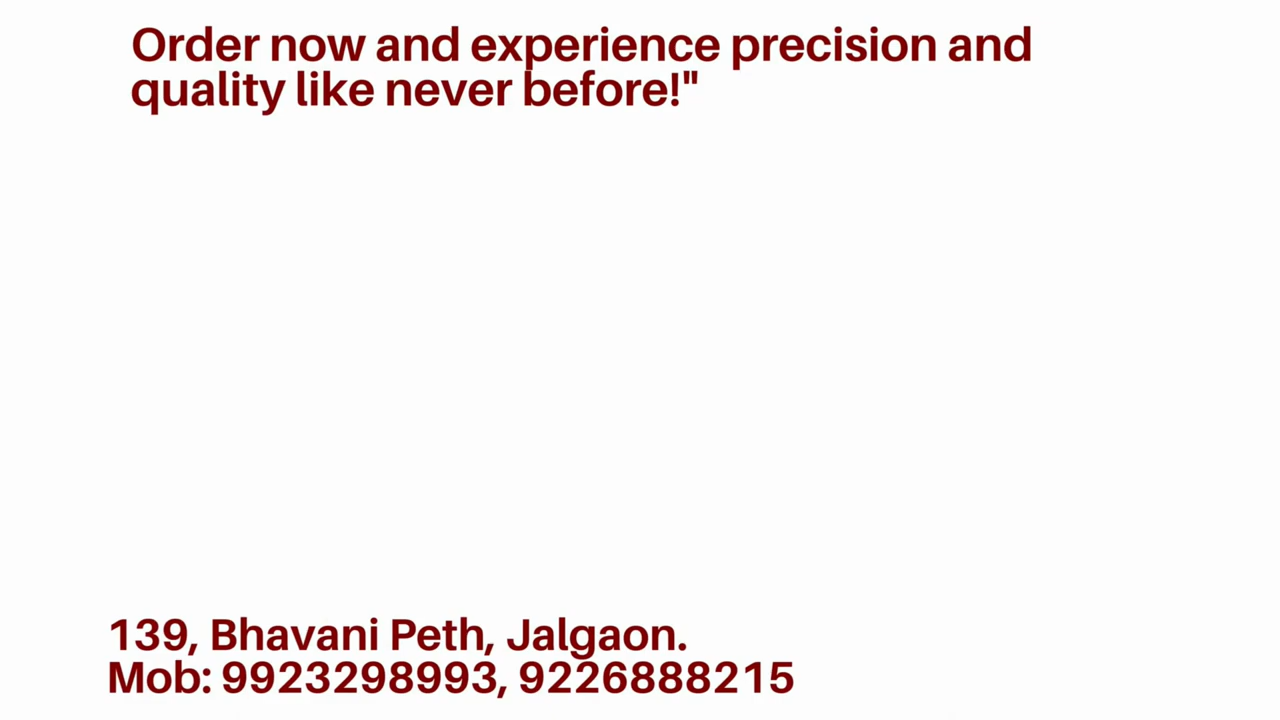 Order now and experience precision and
quality like never before!"
139, Bhavani Peth, Jalgaon.
Mob: 9923298993, 9226888215